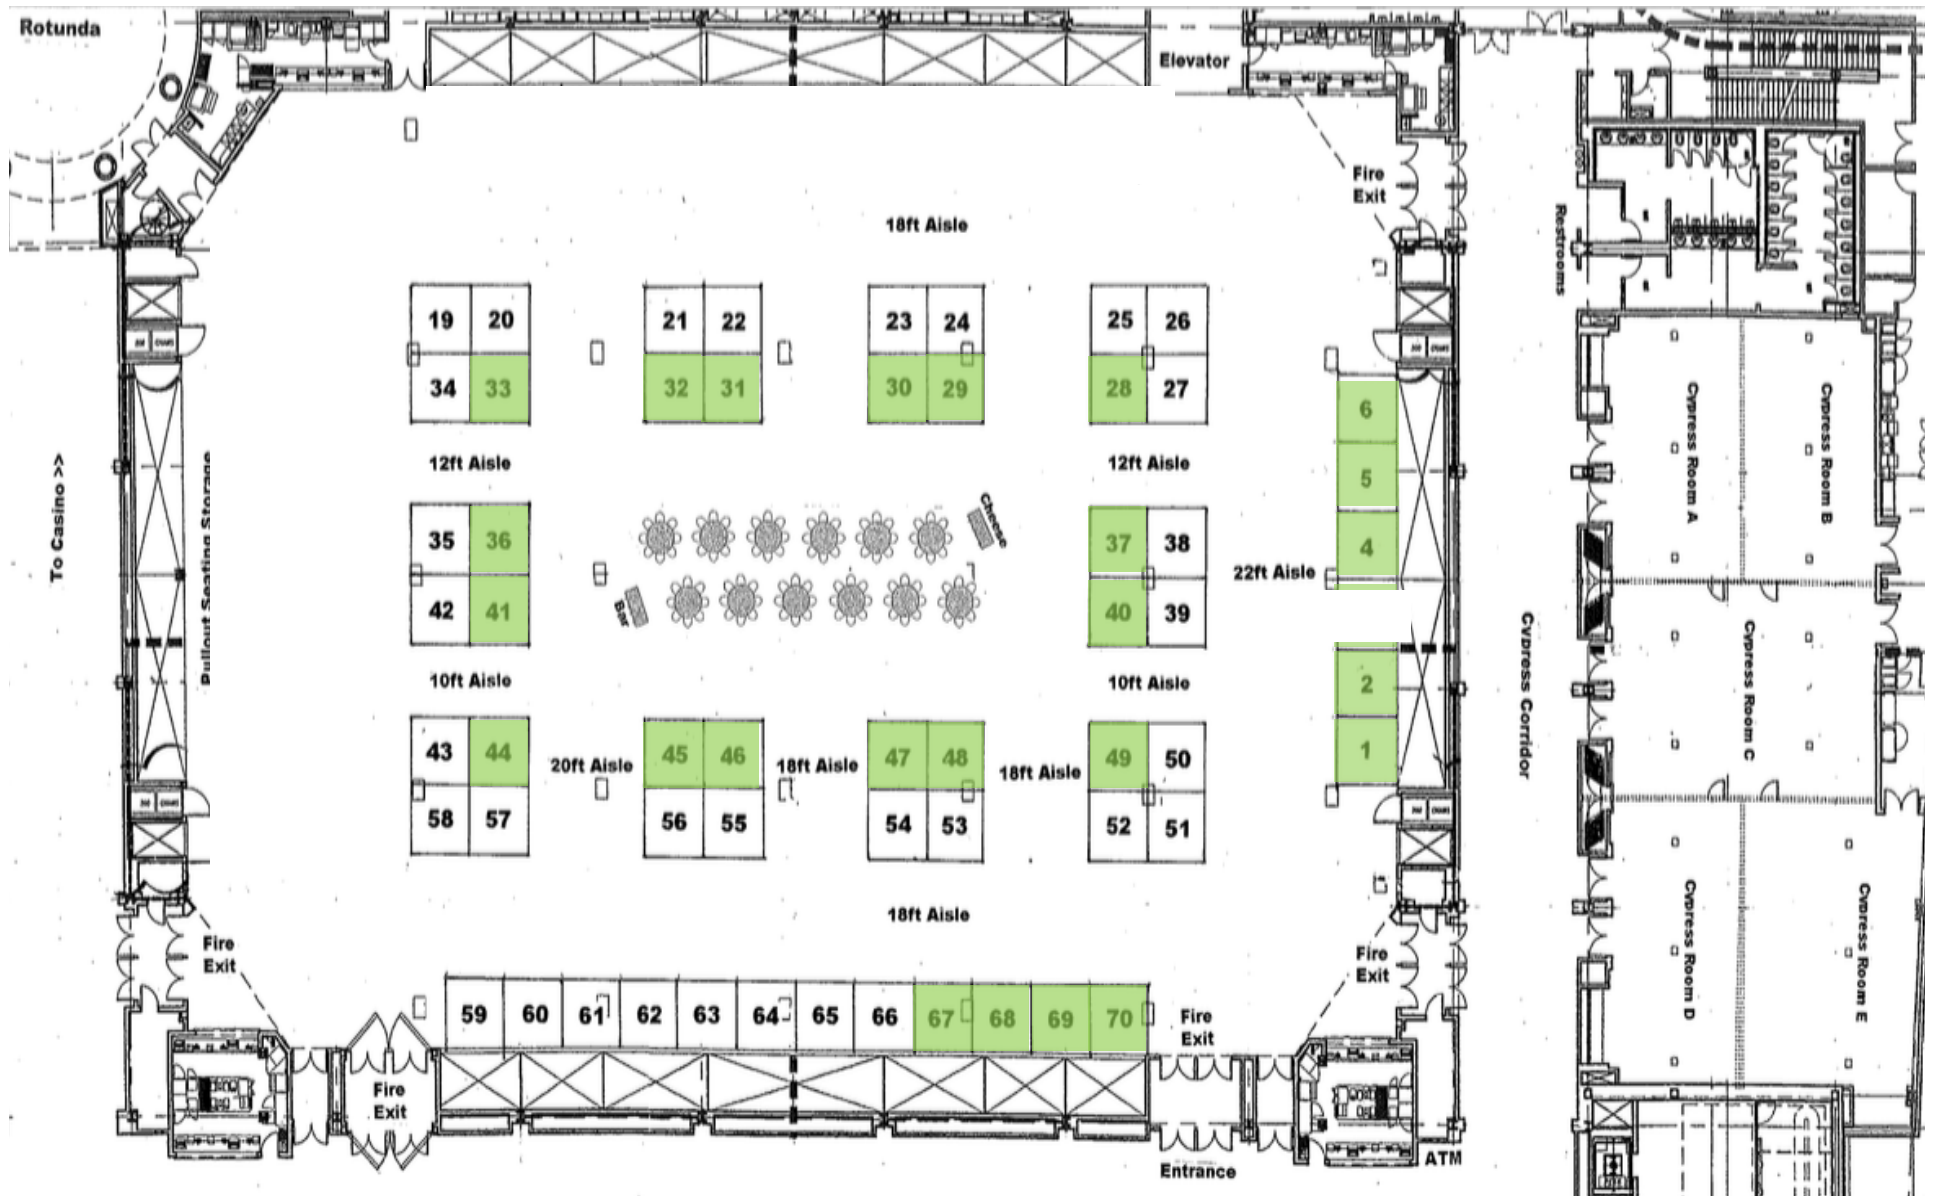 Rotunda
Elevator
Fire
Exit
18ft Aisle
Restrooms
19 20 21 22 23 24 25 26
34 33 32 31 30 29 28 27
6
12ft Aisle 12ft Aisle
5
To Casino >>
Pullout Seating Storage
Cypress Room A
Cypress Room B
35 36 Cheese 37 38 4
22ft Aisle
42 41 Bar 40 39
10ft Aisle 10ft Aisle
2
Cypress Corridor
Cypress Room C
43 44 45 46 47 48 49 50 1
20ft Aisle 18ft Aisle 18ft Aisle
58 57 56 55 54 53 52 51
18ft Aisle
Fire
Exit
Fire
Exit
Cypress Room D
Cypress Room E
59 60 61 62 63 64 65 66 67 68 69 70
Fire
Exit
Fire
Exit
Entrance
ATM